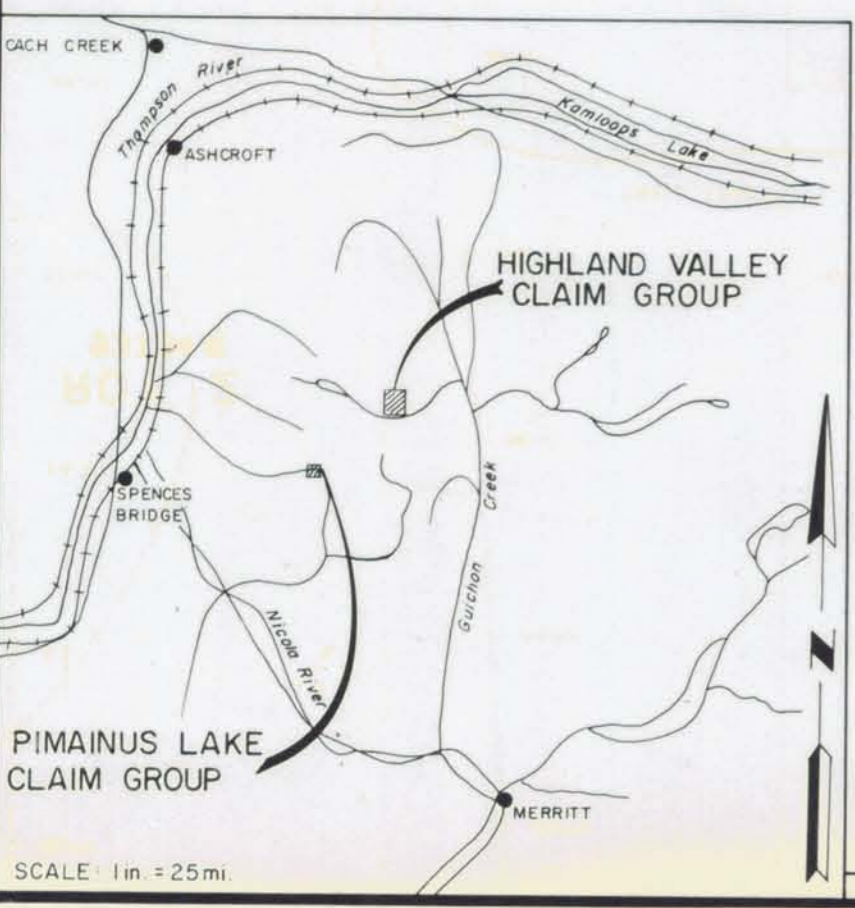 CACH CREEK
Thompson River
ASHCROFT
Kamloops Lake
HIGHLAND VALLEY
CLAIM GROUP
SPENCES
BRIDGE
Guichon Creek
Nicola River
N
PIMAINUS LAKE
CLAIM GROUP
MERRITT
SCALE: 1 in. = 25 mi.